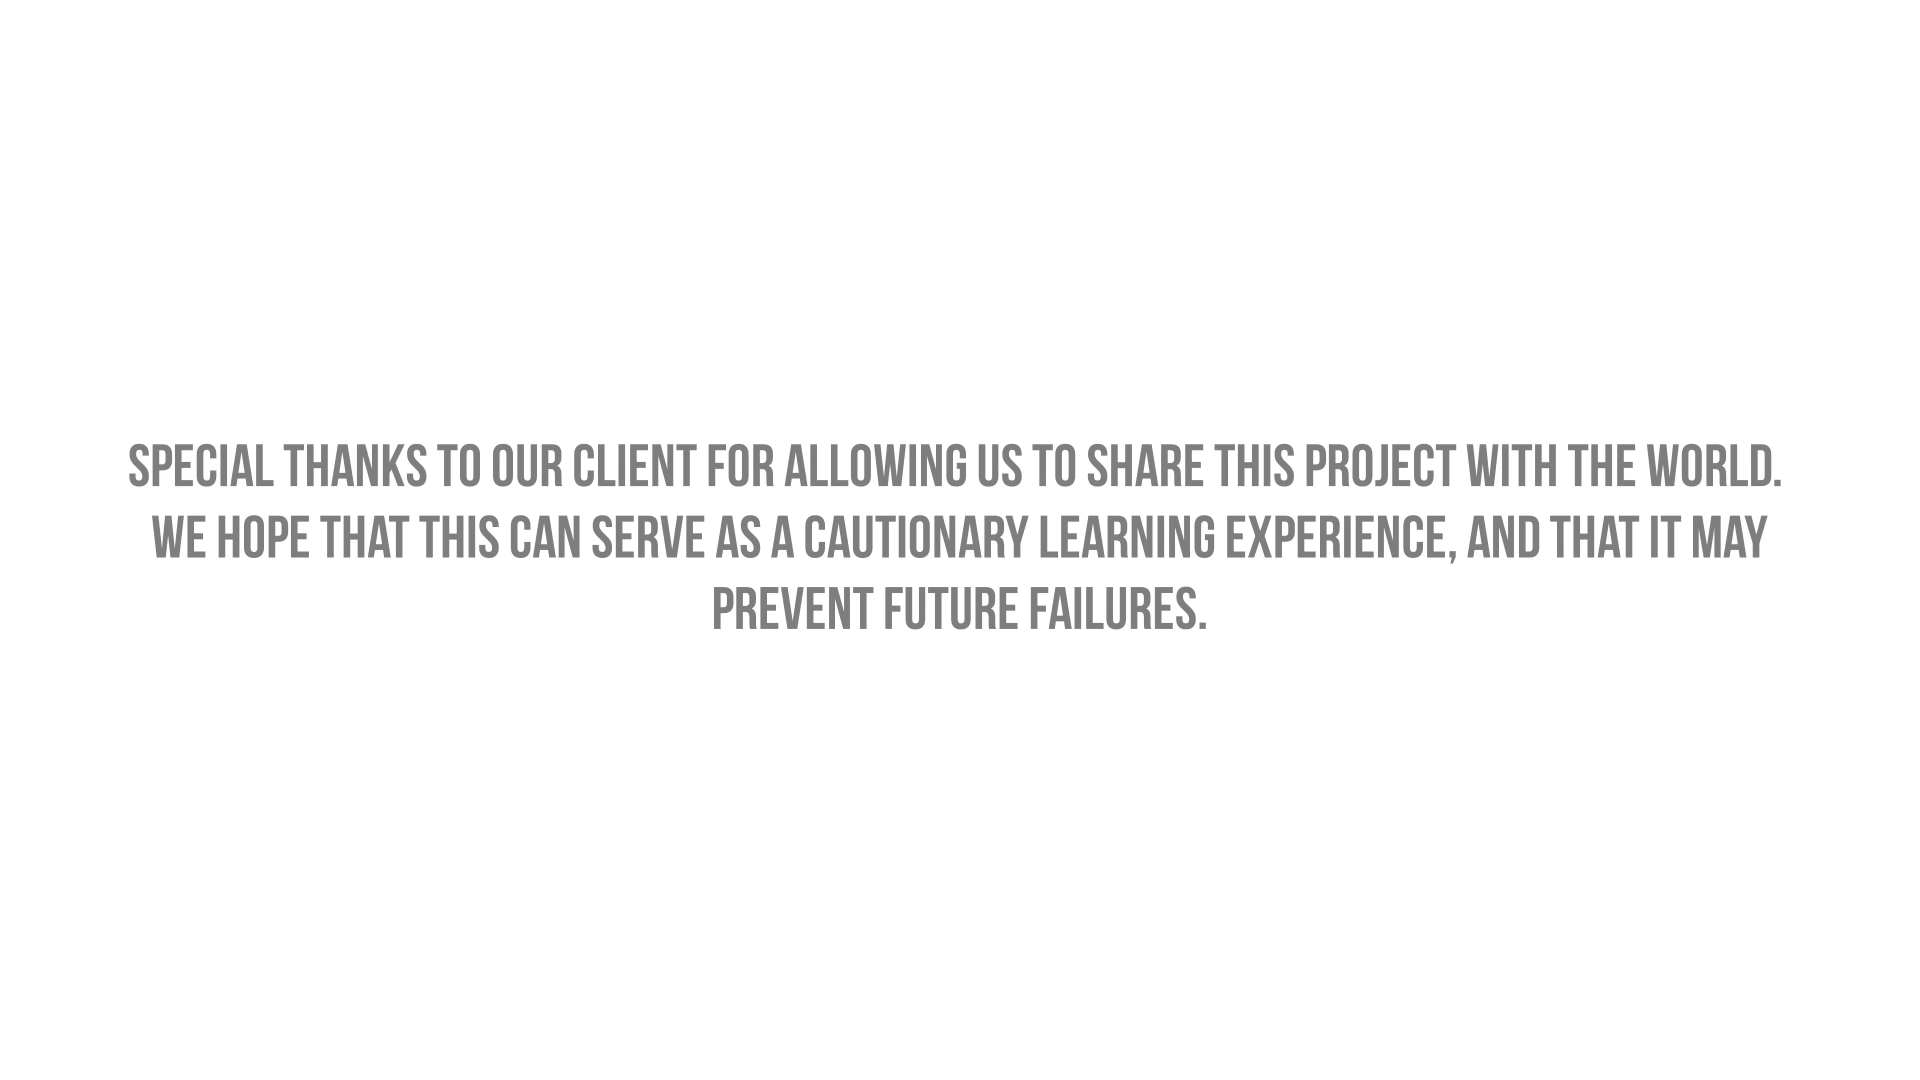 SPECIAL THANKS TO OUR CLIENT FOR ALLOWING US TO SHARE THIS PROJECT WITH THE WORLD.
WE HOPE THAT THIS CAN SERVE AS A CAUTIONARY LEARNING EXPERIENCE, AND THAT IT MAY
PREVENT FUTURE FAILURES.